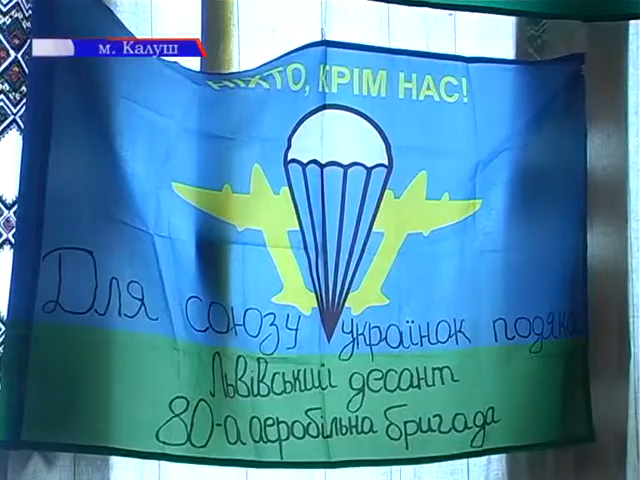 м. Калуш
НІХТО, КРІМ НАС!
Для союзу українок подяка
Львівський десант
80-а аеробільна бригада